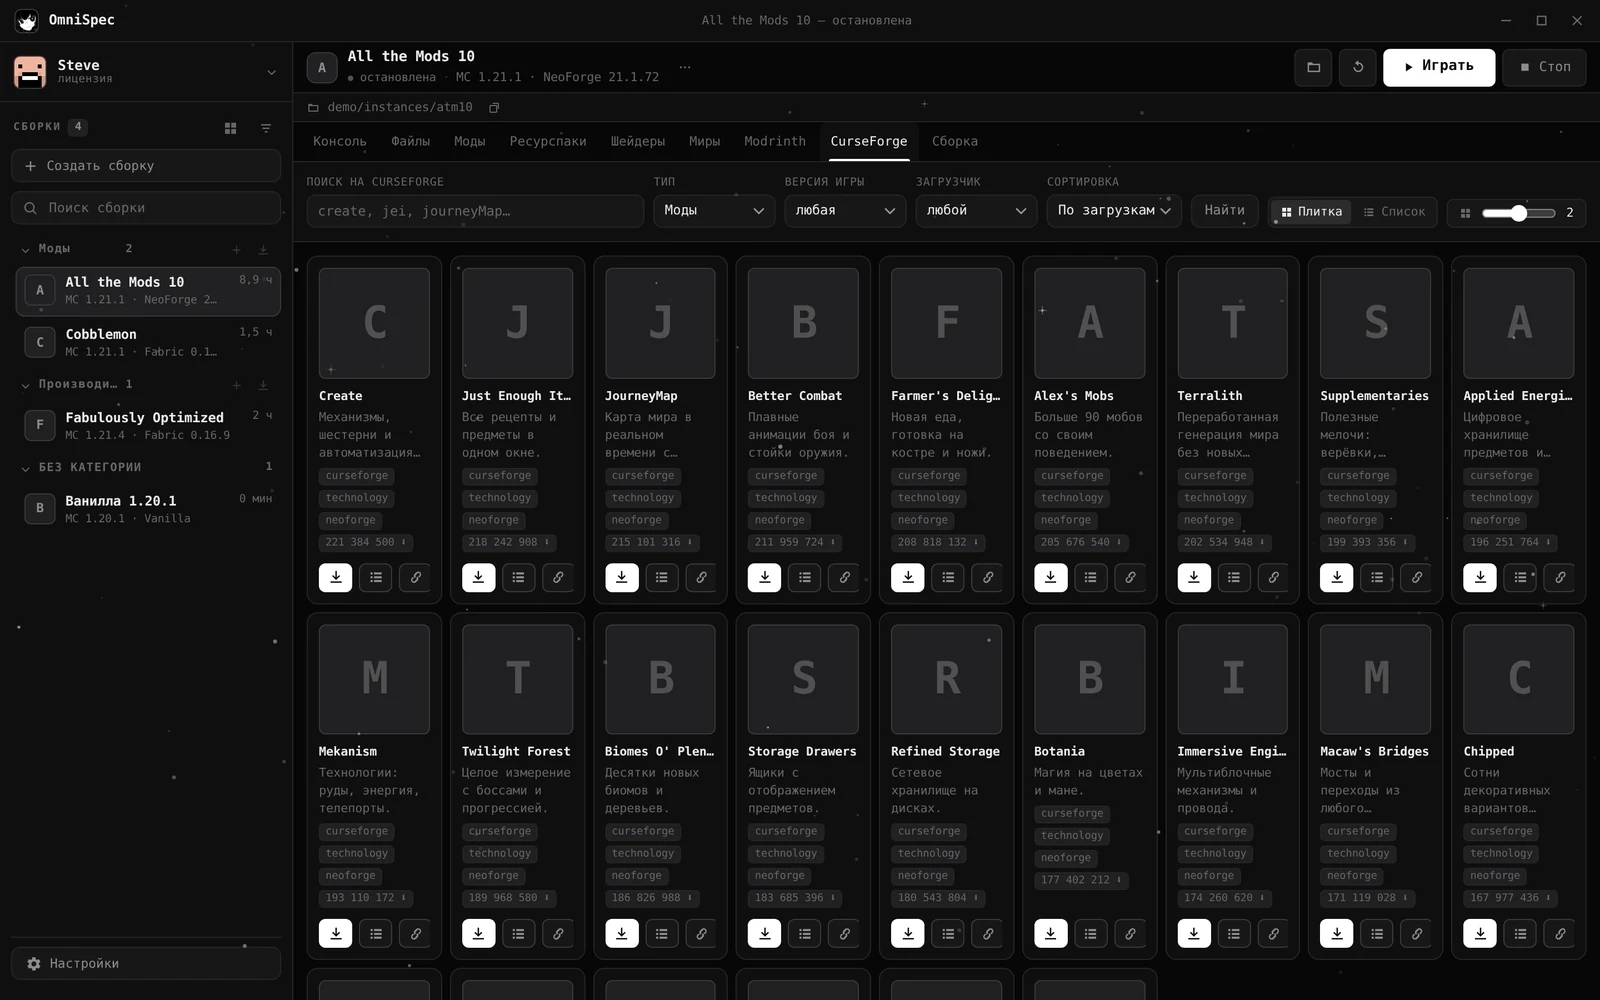 OmniSpec
All the Mods 10 — остановлена
Steve
лицензия
СБОРКИ 4
Создать сборку
Поиск сборки
Моды 2
A
All the Mods 10
8,9 ч
MC 1.21.1 · NeoForge 2…
C
Cobblemon
1,5 ч
MC 1.21.1 · Fabric 0.1…
Производи… 1
F
Fabulously Optimized
2 ч
MC 1.21.4 · Fabric 0.16.9
БЕЗ КАТЕГОРИИ 1
В
Ванилла 1.20.1
0 мин
MC 1.20.1 · Vanilla
Настройки
A
All the Mods 10
остановлена · MC 1.21.1 · NeoForge 21.1.72
…
Играть
Стоп
demo/instances/atm10
Консоль Файлы Моды Ресурспаки Шейдеры Миры Modrinth CurseForge Сборка
ПОИСК НА CURSEFORGE
create, jei, journeyMap…
ТИП
Моды
ВЕРСИЯ ИГРЫ
любая
ЗАГРУЗЧИК
любой
СОРТИРОВКА
По загрузкам
Найти
Плитка
Список
2
C
Create
Механизмы,
шестерни и
автоматизация…
curseforge
technology
neoforge
221 384 500 ⬇
J
Just Enough It…
Все рецепты и
предметы в
одном окне.
curseforge
technology
neoforge
218 242 908 ⬇
J
JourneyMap
Карта мира в
реальном
времени с…
curseforge
technology
neoforge
215 101 316 ⬇
B
Better Combat
Плавные
анимации боя и
стойки оружия.
curseforge
technology
neoforge
211 959 724 ⬇
F
Farmer's Delig…
Новая еда,
готовка на
костре и ножи.
curseforge
technology
neoforge
208 818 132 ⬇
A
Alex's Mobs
Больше 90 мобов
со своим
поведением.
curseforge
technology
neoforge
205 676 540 ⬇
T
Terralith
Переработанная
генерация мира
без новых…
curseforge
technology
neoforge
202 534 948 ⬇
S
Supplementaries
Полезные
мелочи:
верёвки,…
curseforge
technology
neoforge
199 393 356 ⬇
A
Applied Energi…
Цифровое
хранилище
предметов и…
curseforge
technology
neoforge
196 251 764 ⬇
M
Mekanism
Технологии:
руды, энергия,
телепорты.
curseforge
technology
neoforge
193 110 172 ⬇
T
Twilight Forest
Целое измерение
с боссами и
прогрессией.
curseforge
technology
neoforge
189 968 580 ⬇
B
Biomes O' Plen…
Десятки новых
биомов и
деревьев.
curseforge
technology
neoforge
186 826 988 ⬇
S
Storage Drawers
Ящики с
отображением
предметов.
curseforge
technology
neoforge
183 685 396 ⬇
R
Refined Storage
Сетевое
хранилище на
дисках.
curseforge
technology
neoforge
180 543 804 ⬇
B
Botania
Магия на цветах
и мане.
curseforge
technology
neoforge
177 402 212 ⬇
I
Immersive Engi…
Мультиблочные
механизмы и
провода.
curseforge
technology
neoforge
174 260 620 ⬇
M
Macaw's Bridges
Мосты и
переходы из
любого…
curseforge
technology
neoforge
171 119 028 ⬇
C
Chipped
Сотни
декоративных
вариантов…
curseforge
technology
neoforge
167 977 436 ⬇